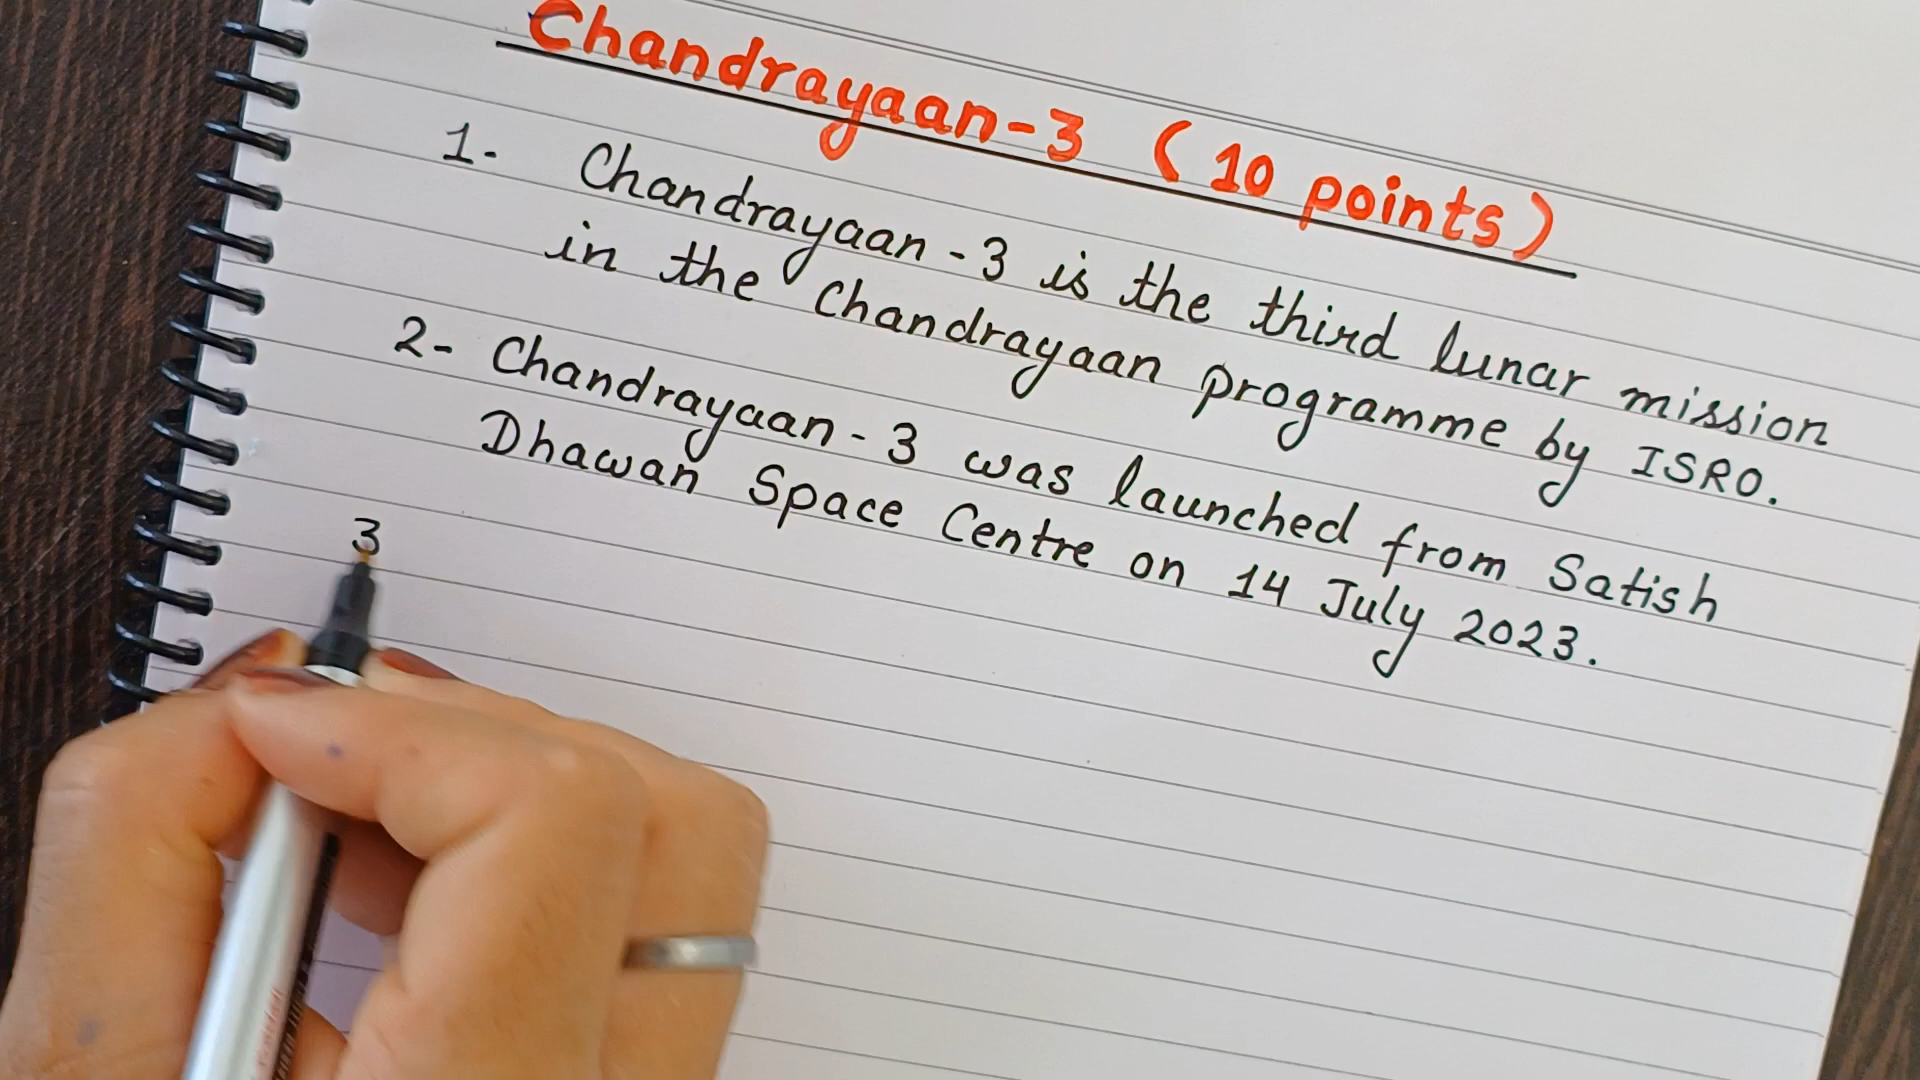 Chandrayaan-3 (10 points)
1. Chandrayaan-3 is the third lunar mission
in the Chandrayaan programme by ISRO.
2- Chandrayaan-3 was launched from Satish
Dhawan Space Centre on 14 July 2023.
3